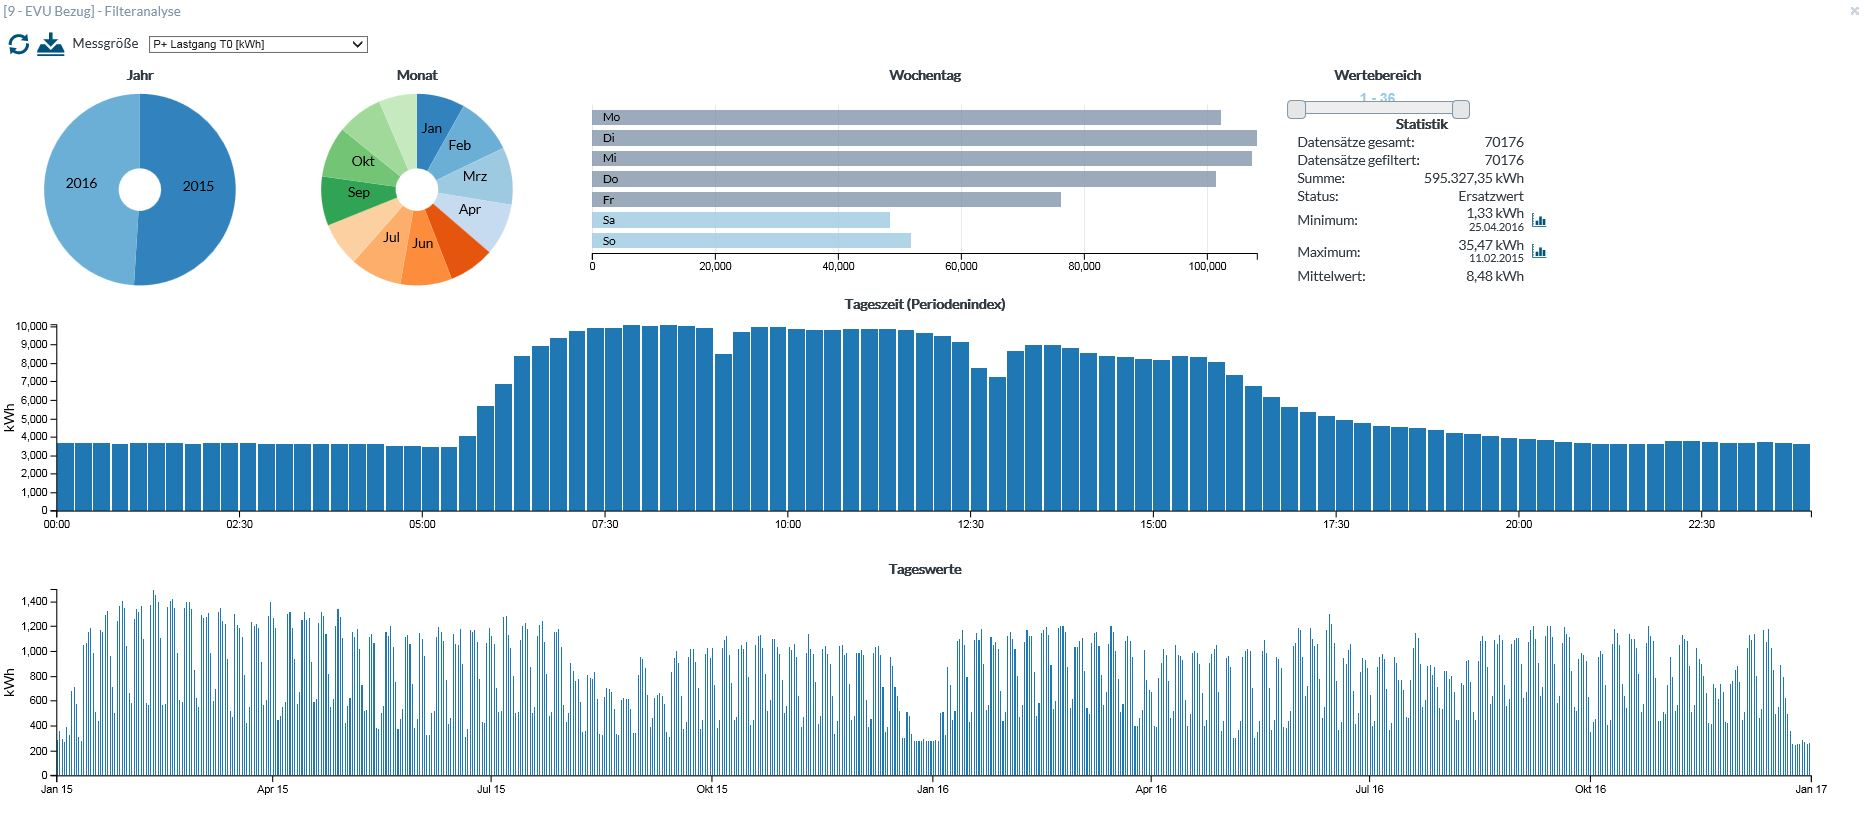 [9 - EVU Bezug] - Filteranalyse
Messgröße P+ Lastgang T0 [kWh]
Jahr
2016
2015
Monat
Jan
Feb
Mrz
Apr
Jun
Jul
Sep
Okt
Wochentag
Mo
Di
Mi
Do
Fr
Sa
So
0 20,000 40,000 60,000 80,000 100,000
Wertebereich
1 - 36
Statistik
Datensätze gesamt: 70176
Datensätze gefiltert: 70176
Summe: 595.327,35 kWh
Status: Ersatzwert
Minimum: 1,33 kWh
25.04.2016
Maximum: 35,47 kWh
11.02.2015
Mittelwert: 8,48 kWh
Tageszeit (Periodenindex)
kWh
10,000
9,000
8,000
7,000
6,000
5,000
4,000
3,000
2,000
1,000
0
00:00 02:30 05:00 07:30 10:00 12:30 15:00 17:30 20:00 22:30
Tageswerte
kWh
1,400
1,200
1,000
800
600
400
200
0
Jan 15 Apr 15 Jul 15 Okt 15 Jan 16 Apr 16 Jul 16 Okt 16 Jan 17